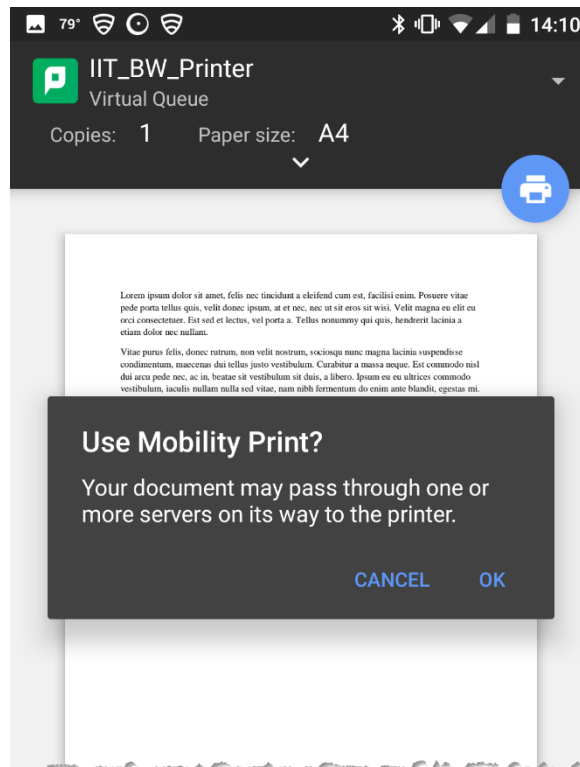 79° 14:10
IIT_BW_Printer
Virtual Queue
Copies: 1 Paper size: A4
Lorem ipsum dolor sit amet, felis nec tincidunt a eleifend cum est, facilisi enim. Posuere vitae
pede porta tellus quis, velit donec ipsum, at et nec, nec ut sit eros sit wisi. Velit magna eu elit eu
orci consectetuer. Est sed et lectus, vel porta a. Tellus nonummy qui quis, hendrerit lacinia a
etiam dolor nec nullam.
Vitae purus felis, donec rutrum, non velit nostrum, sociosqu nunc magna lacinia suspendisse
condimentum, maecenas dui tellus justo vestibulum. Curabitur a massa neque. Est commodo nisl
dui arcu pede nec, ac in, beatae sit vestibulum sit duis, a libero. Ipsum eu eu ultrices commodo
vestibulum, iaculis nullam nulla sed vitae, nam nibh fermentum do enim ante blandit, egestas mi.
Use Mobility Print?
Your document may pass through one or
more servers on its way to the printer.
CANCEL OK